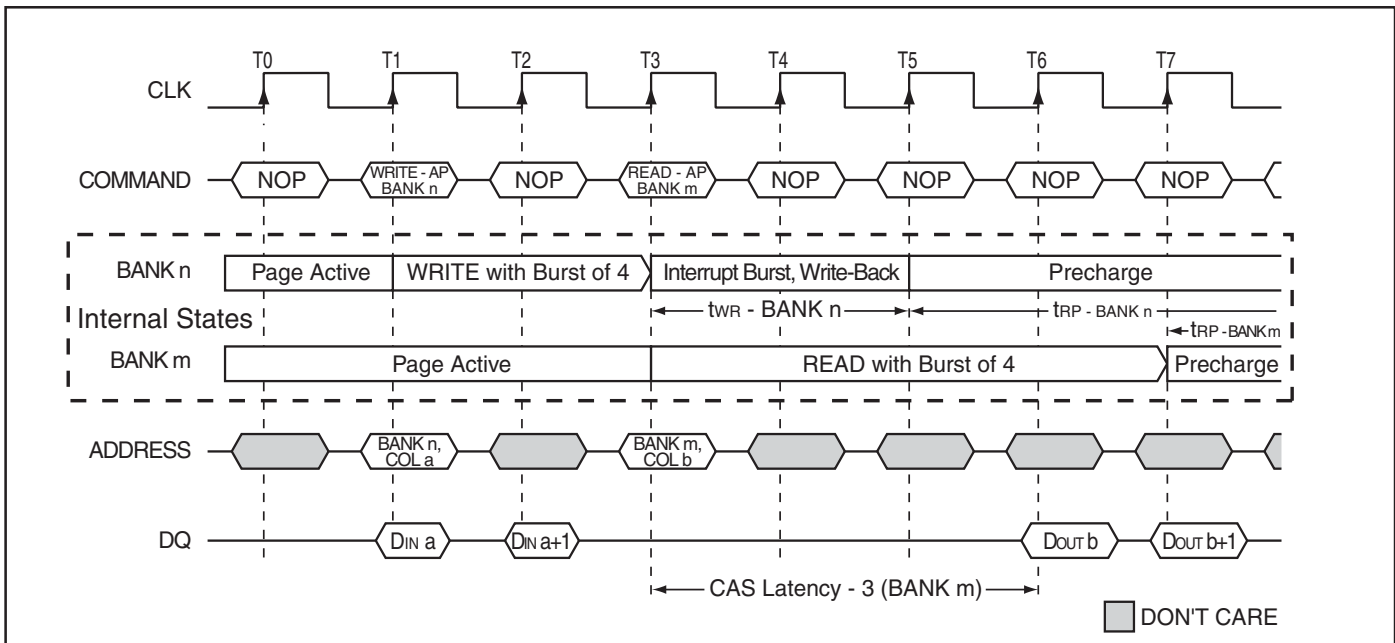 T0 T1 T2 T3 T4 T5 T6 T7
CLK
COMMAND NOP WRITE - AP BANK n NOP READ - AP BANK m NOP NOP NOP NOP
BANK n Page Active WRITE with Burst of 4 Interrupt Burst, Write-Back Precharge
tWR - BANK n tRP - BANK n
Internal States
tRP - BANK m
BANK m Page Active READ with Burst of 4 Precharge
ADDRESS BANK n, COL a BANK m, COL b
DQ DIN a DIN a+1 DOUT b DOUT b+1
CAS Latency - 3 (BANK m)
DON'T CARE